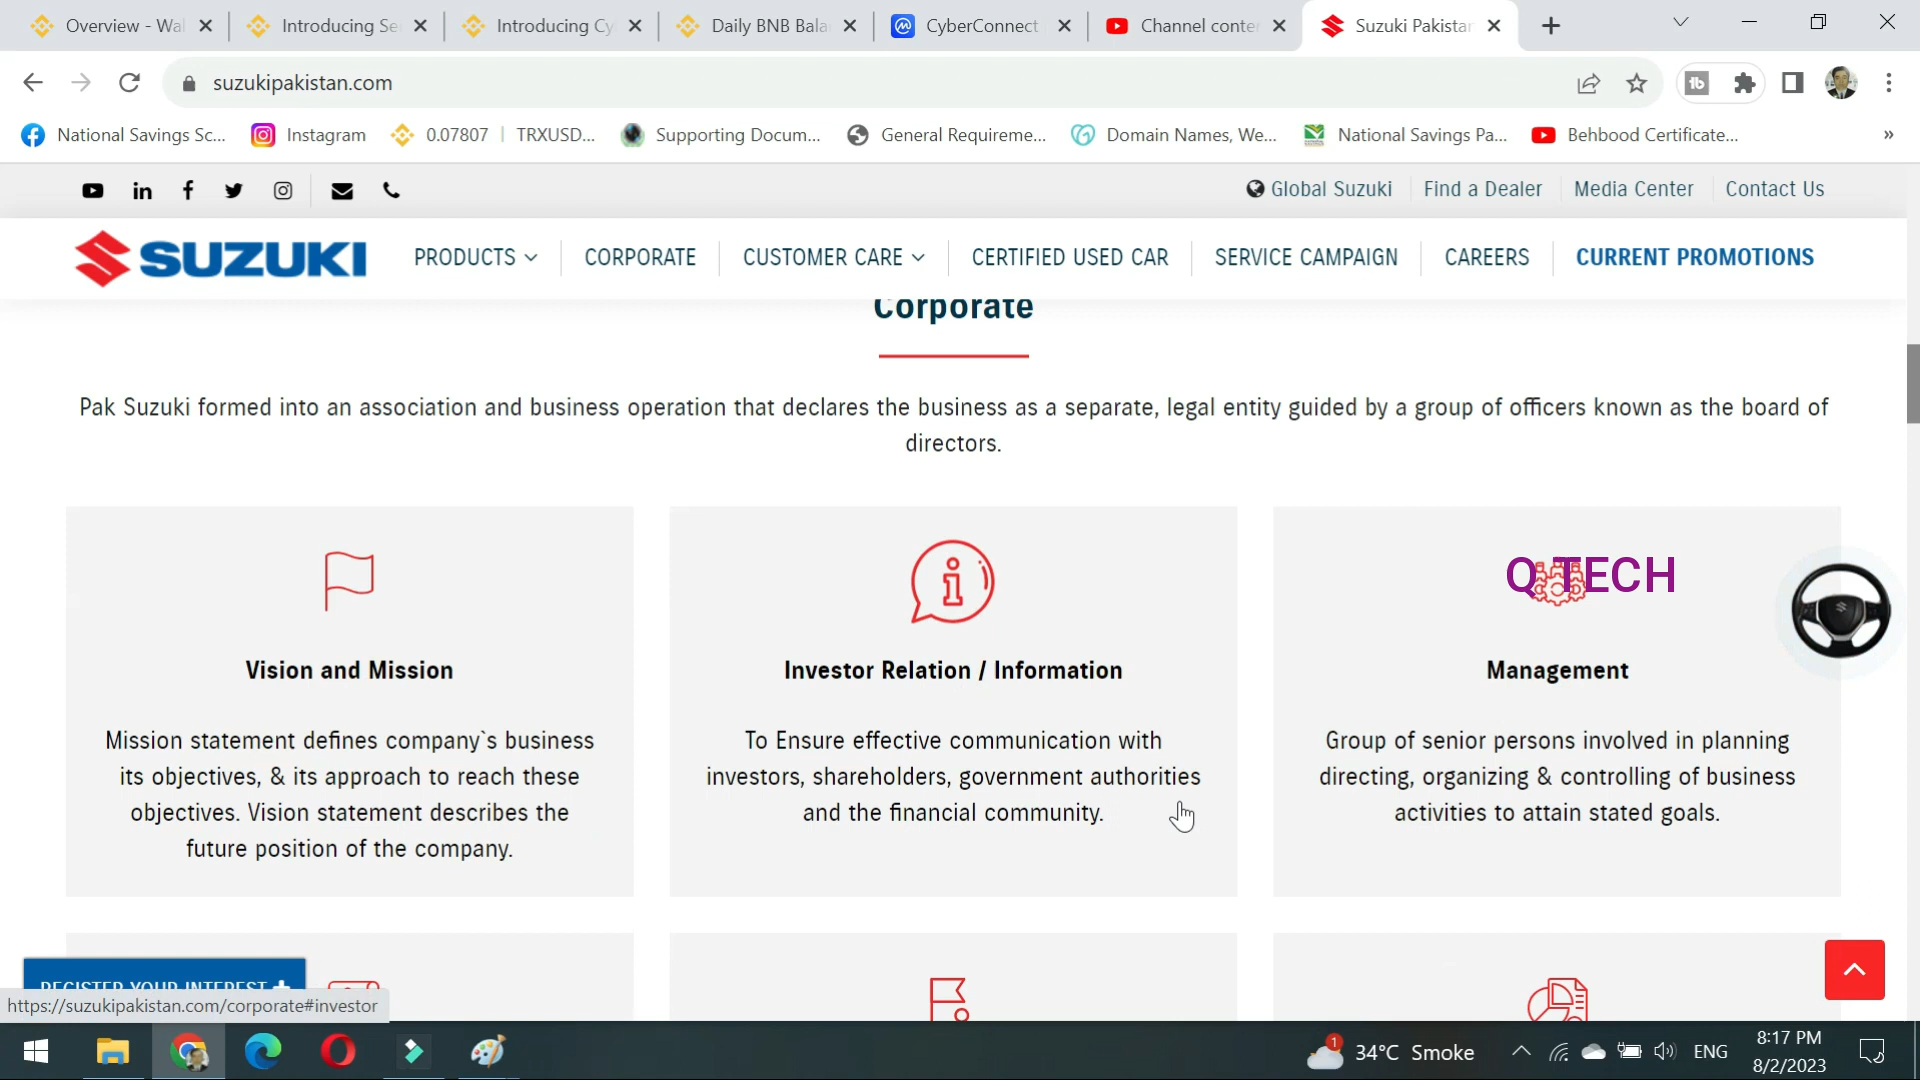 Overview - Wal
Introducing Se
Introducing Cy
Daily BNB Bala
CyberConnect
Channel conter
Suzuki Pakistan
suzukipakistan.com
National Savings Sc...
Instagram
0.07807 | TRXUSD...
Supporting Docum...
General Requireme...
Domain Names, We...
National Savings Pa...
Behbood Certificate...
»
Global Suzuki
Find a Dealer
Media Center
Contact Us
SUZUKI
PRODUCTS
CORPORATE
CUSTOMER CARE
CERTIFIED USED CAR
SERVICE CAMPAIGN
CAREERS
CURRENT PROMOTIONS
Corporate
Pak Suzuki formed into an association and business operation that declares the business as a separate, legal entity guided by a group of officers known as the board of
directors.
Vision and Mission
Mission statement defines company`s business
its objectives, & its approach to reach these
objectives. Vision statement describes the
future position of the company.
Investor Relation / Information
To Ensure effective communication with
investors, shareholders, government authorities
and the financial community.
Q TECH
Management
Group of senior persons involved in planning
directing, organizing & controlling of business
activities to attain stated goals.
REGISTER YOUR INTEREST +
https://suzukipakistan.com/corporate#investor
1
34°C Smoke
ENG
8:17 PM
8/2/2023